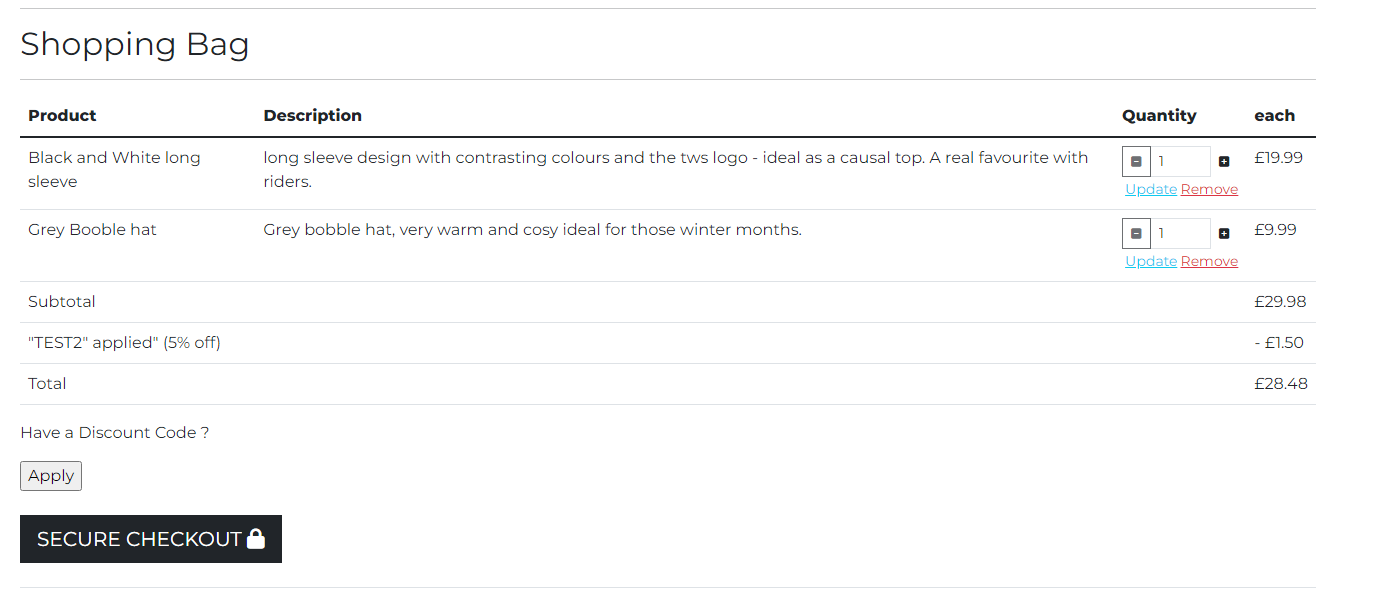 Shopping Bag
Product Description Quantity each
Black and White long long sleeve design with contrasting colours and the tws logo - ideal as a causal top. A real favourite with 1 £19.99
sleeve riders.
Update Remove
Grey Booble hat Grey bobble hat, very warm and cosy ideal for those winter months. 1 £9.99
Update Remove
Subtotal £29.98
"TEST2" applied" (5% off) - £1.50
Total £28.48
Have a Discount Code ?
Apply
SECURE CHECKOUT